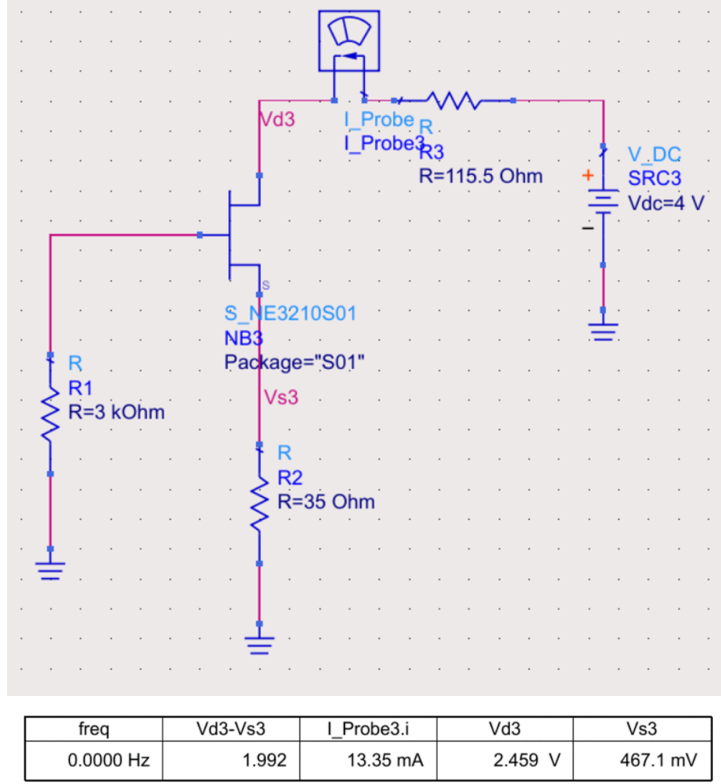 Vd3
I_Probe
I_Probe3
R
R3
R=115.5 Ohm
V_DC
SRC3
Vdc=4 V
+
−
s
S_NE3210S01
NB3
Package="S01"
Vs3
R
R1
R=3 kOhm
R
R2
R=35 Ohm
freq Vd3-Vs3 I_Probe3.i Vd3 Vs3
0.0000 Hz 1.992 13.35 mA 2.459 V 467.1 mV